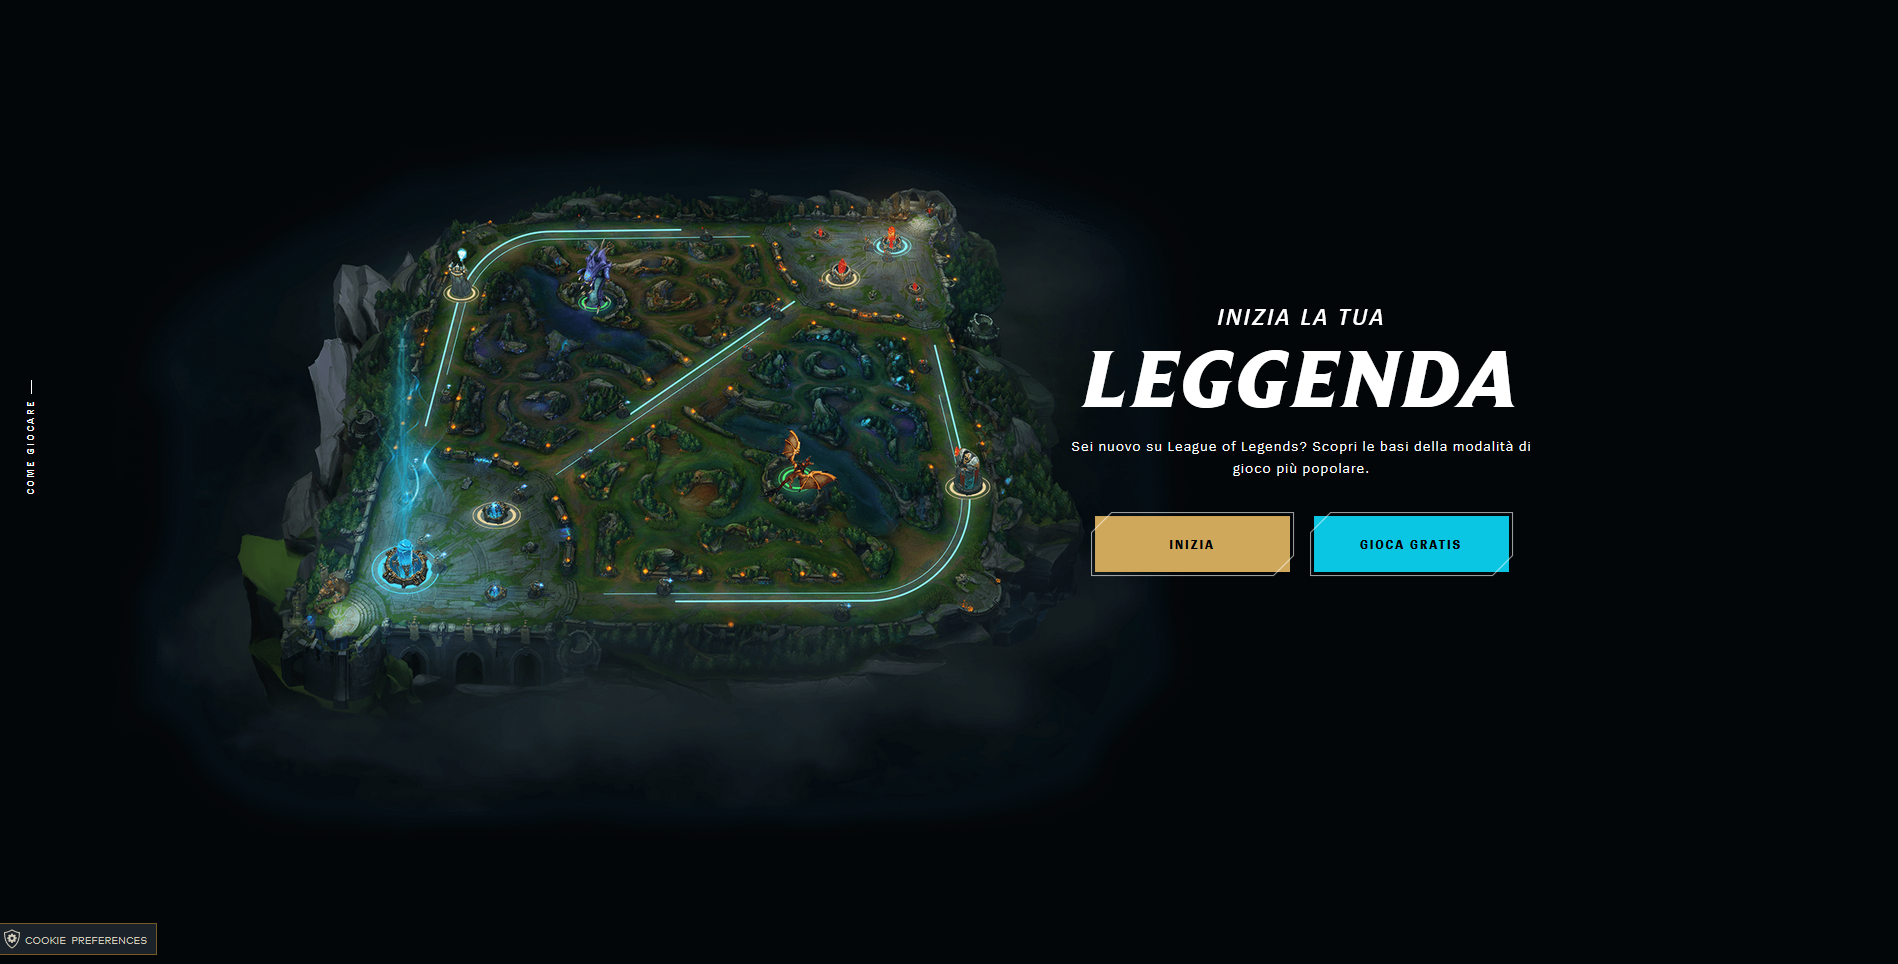 COME GIOCARE
INIZIA LA TUA
LEGGENDA
Sei nuovo su League of Legends? Scopri le basi della modalità di
gioco più popolare.
INIZIA
GIOCA GRATIS
COOKIE PREFERENCES